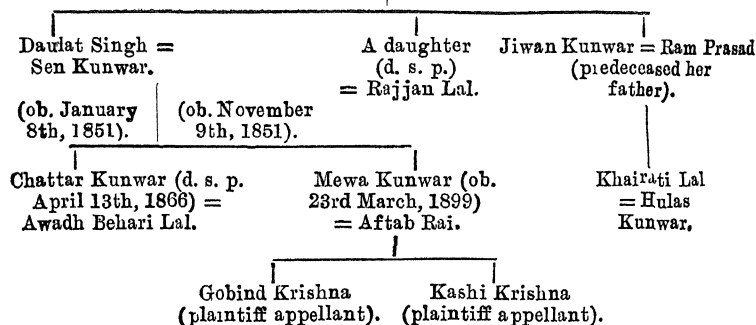 Daulat Singh =
Sen Kunwar.
(ob. January
8th, 1851).
(ob. November
9th, 1851).
A daughter
(d. s. p.)
= Rajjan Lal.
Jiwan Kunwar = Ram Prasad
(predeceased her
father).
Chattar Kunwar (d. s. p.
April 13th, 1866) =
Awadh Behari Lal.
Mewa Kunwar (ob.
23rd March, 1899)
= Aftab Rai.
Khairati Lal
= Hulas
Kunwar.
Gobind Krishna
(plaintiff appellant).
Kashi Krishna
(plaintiff appellant).